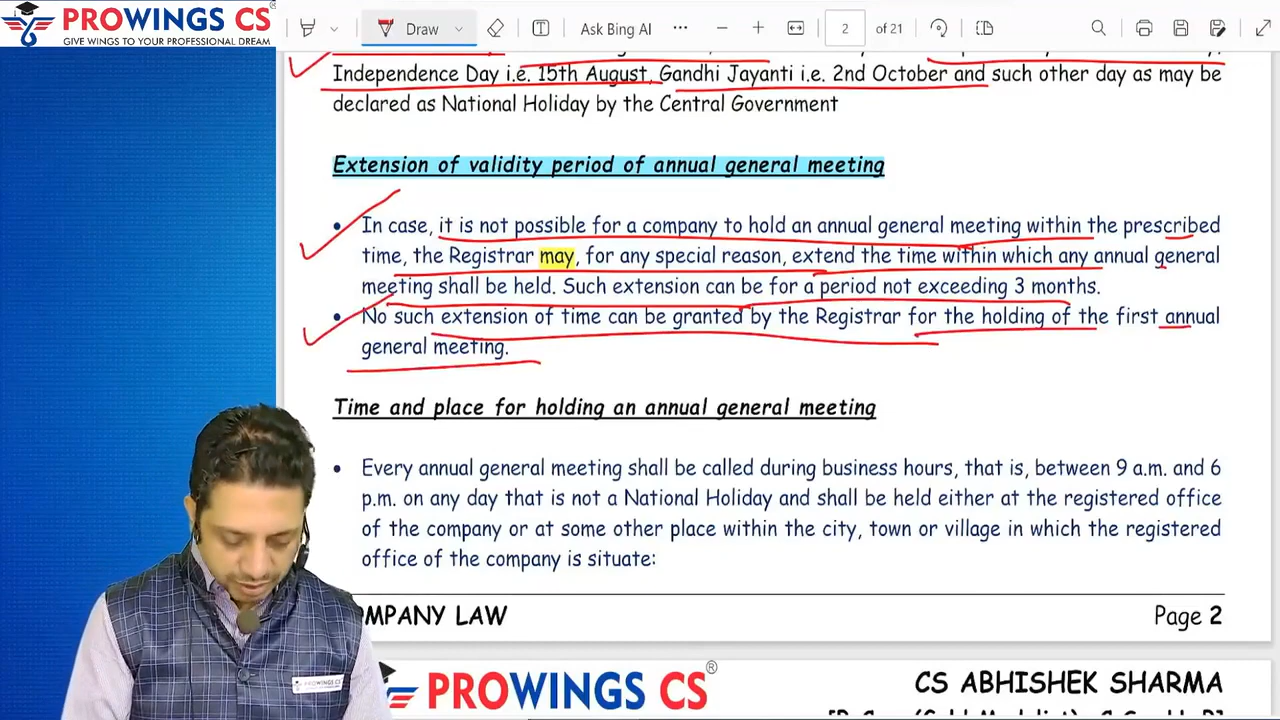 PROWINGS CS®
GIVE WINGS TO YOUR PROFESSIONAL DREAM
Draw
Ask Bing AI
2
of 21
Independence Day i.e. 15th August, Gandhi Jayanti i.e. 2nd October and such other day as may be
declared as National Holiday by the Central Government
Extension of validity period of annual general meeting
• In case, it is not possible for a company to hold an annual general meeting within the prescribed
time, the Registrar may, for any special reason, extend the time within which any annual general
meeting shall be held. Such extension can be for a period not exceeding 3 months.
• No such extension of time can be granted by the Registrar for the holding of the first annual
general meeting.
Time and place for holding an annual general meeting
• Every annual general meeting shall be called during business hours, that is, between 9 a.m. and 6
p.m. on any day that is not a National Holiday and shall be held either at the registered office
of the company or at some other place within the city, town or village in which the registered
office of the company is situate:
OMPANY LAW
Page 2
PROWINGS CS®
CS ABHISHEK SHARMA
PROWINGS CS